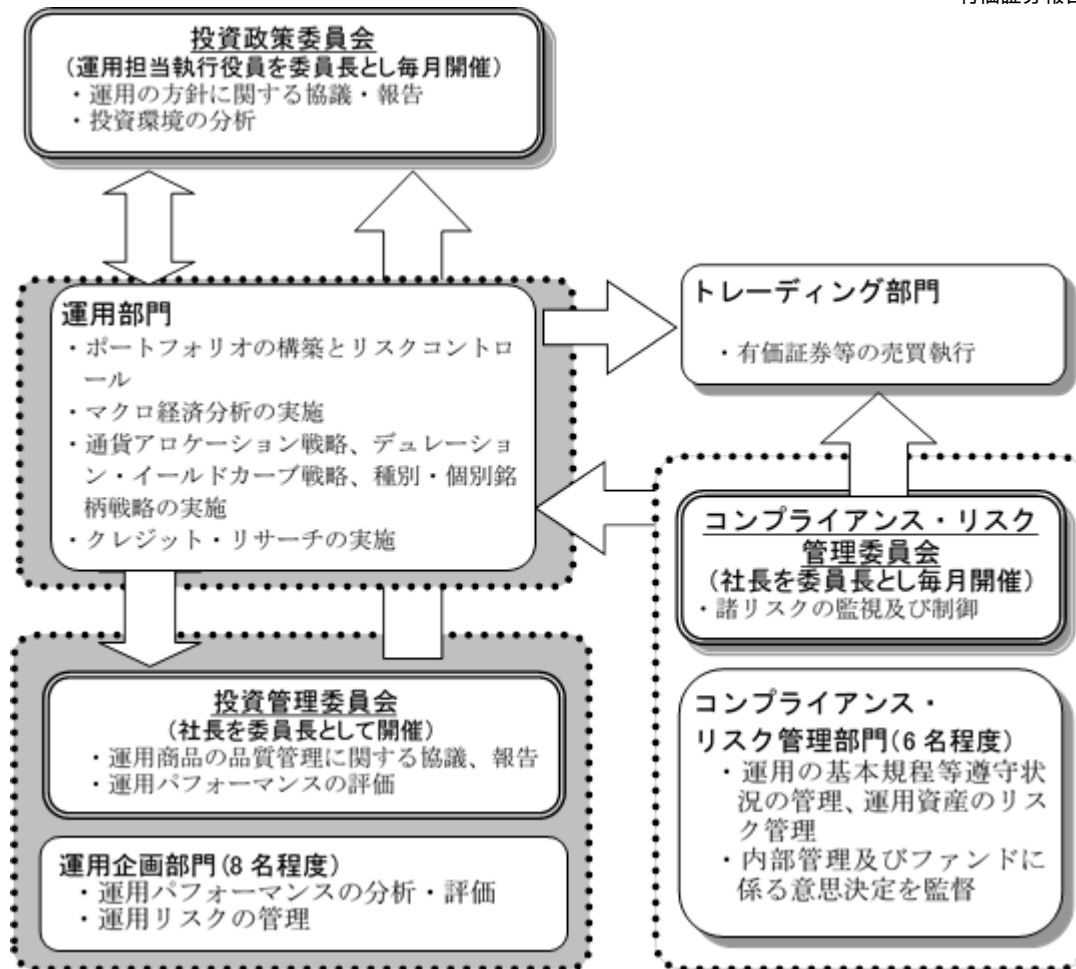 有価証券報告
投資政策委員会
（運用担当執行役員を委員長とし毎月開催）
・運用の方針に関する協議・報告
・投資環境の分析
運用部門
・ポートフォリオの構築とリスクコントロ
ール
・マクロ経済分析の実施
・通貨アロケーション戦略、デュレーショ
ン・イールドカーブ戦略、種別・個別銘
柄戦略の実施
・クレジット・リサーチの実施
トレーディング部門
・有価証券等の売買執行
コンプライアンス・リスク
管理委員会
（社長を委員長とし毎月開催）
・諸リスクの監視及び制御
コンプライアンス・
リスク管理部門（6 名程度）
・運用の基本規程等遵守状
況の管理、運用資産のリス
ク管理
・内部管理及びファンドに
係る意思決定を監督
投資管理委員会
（社長を委員長として開催）
・運用商品の品質管理に関する協議、報告
・運用パフォーマンスの評価
運用企画部門（8 名程度）
・運用パフォーマンスの分析・評価
・運用リスクの管理